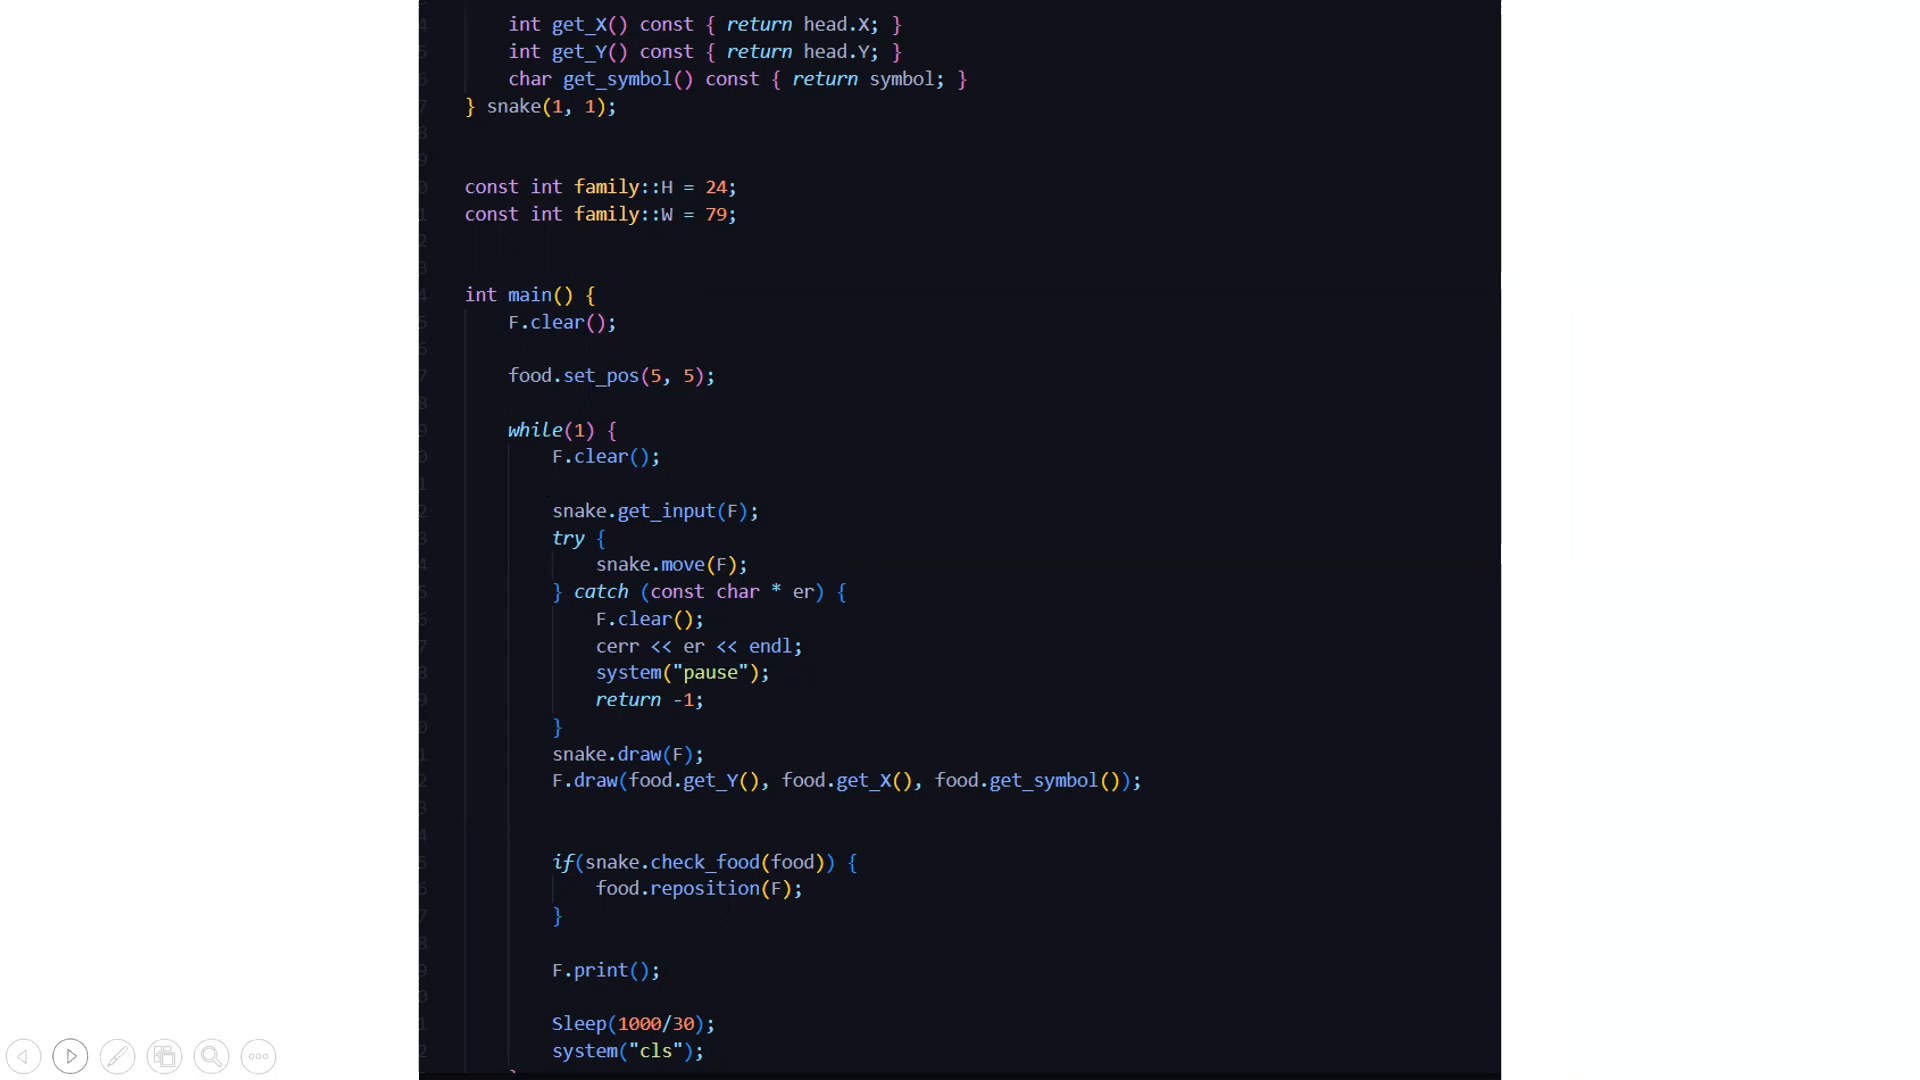 int get_X() const { return head.X; }
int get_Y() const { return head.Y; }
char get_symbol() const { return symbol; }
} snake(1, 1);
const int family::H = 24;
const int family::W = 79;
int main() {
F.clear();
food.set_pos(5, 5);
while(1) {
F.clear();
snake.get_input(F);
try {
snake.move(F);
} catch (const char * er) {
F.clear();
cerr << er << endl;
system("pause");
return -1;
}
snake.draw(F);
F.draw(food.get_Y(), food.get_X(), food.get_symbol());
if(snake.check_food(food)) {
food.reposition(F);
}
F.print();
Sleep(1000/30);
system("cls");